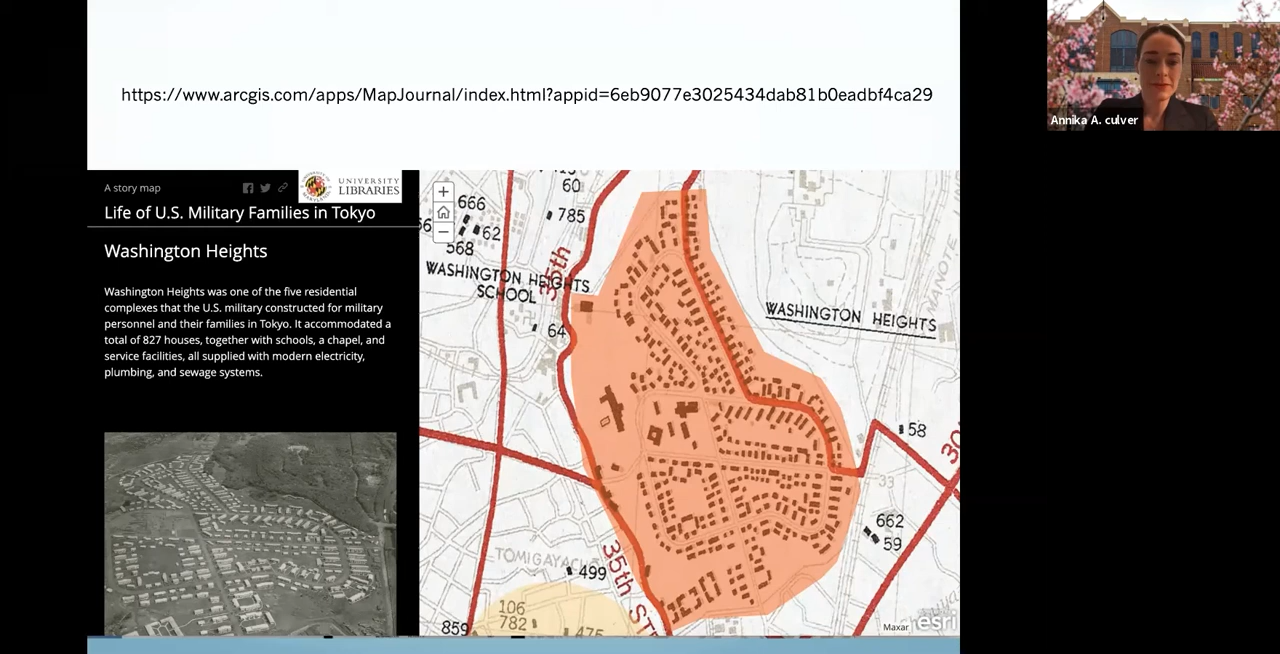 https://www.arcgis.com/apps/MapJournal/index.html?appid=6eb9077e3025434dab81b0eadbf4ca29
Annika A. culver
A story map
UNIVERSITY
LIBRARIES
Life of U.S. Military Families in Tokyo
Washington Heights
Washington Heights was one of the five residential
complexes that the U.S. military constructed for military
personnel and their families in Tokyo. It accommodated a
total of 827 houses, together with schools, a chapel, and
service facilities, all supplied with modern electricity,
plumbing, and sewage systems.
60
666
785
62
568
35th
WASHINGTON HEIGHTS
SCHOOL
64
WASHINGTON HEIGHTS
58
30
33
662
59
TOMIGAYACHO
499
35th ST
106
782
475
859
Maxar
esri